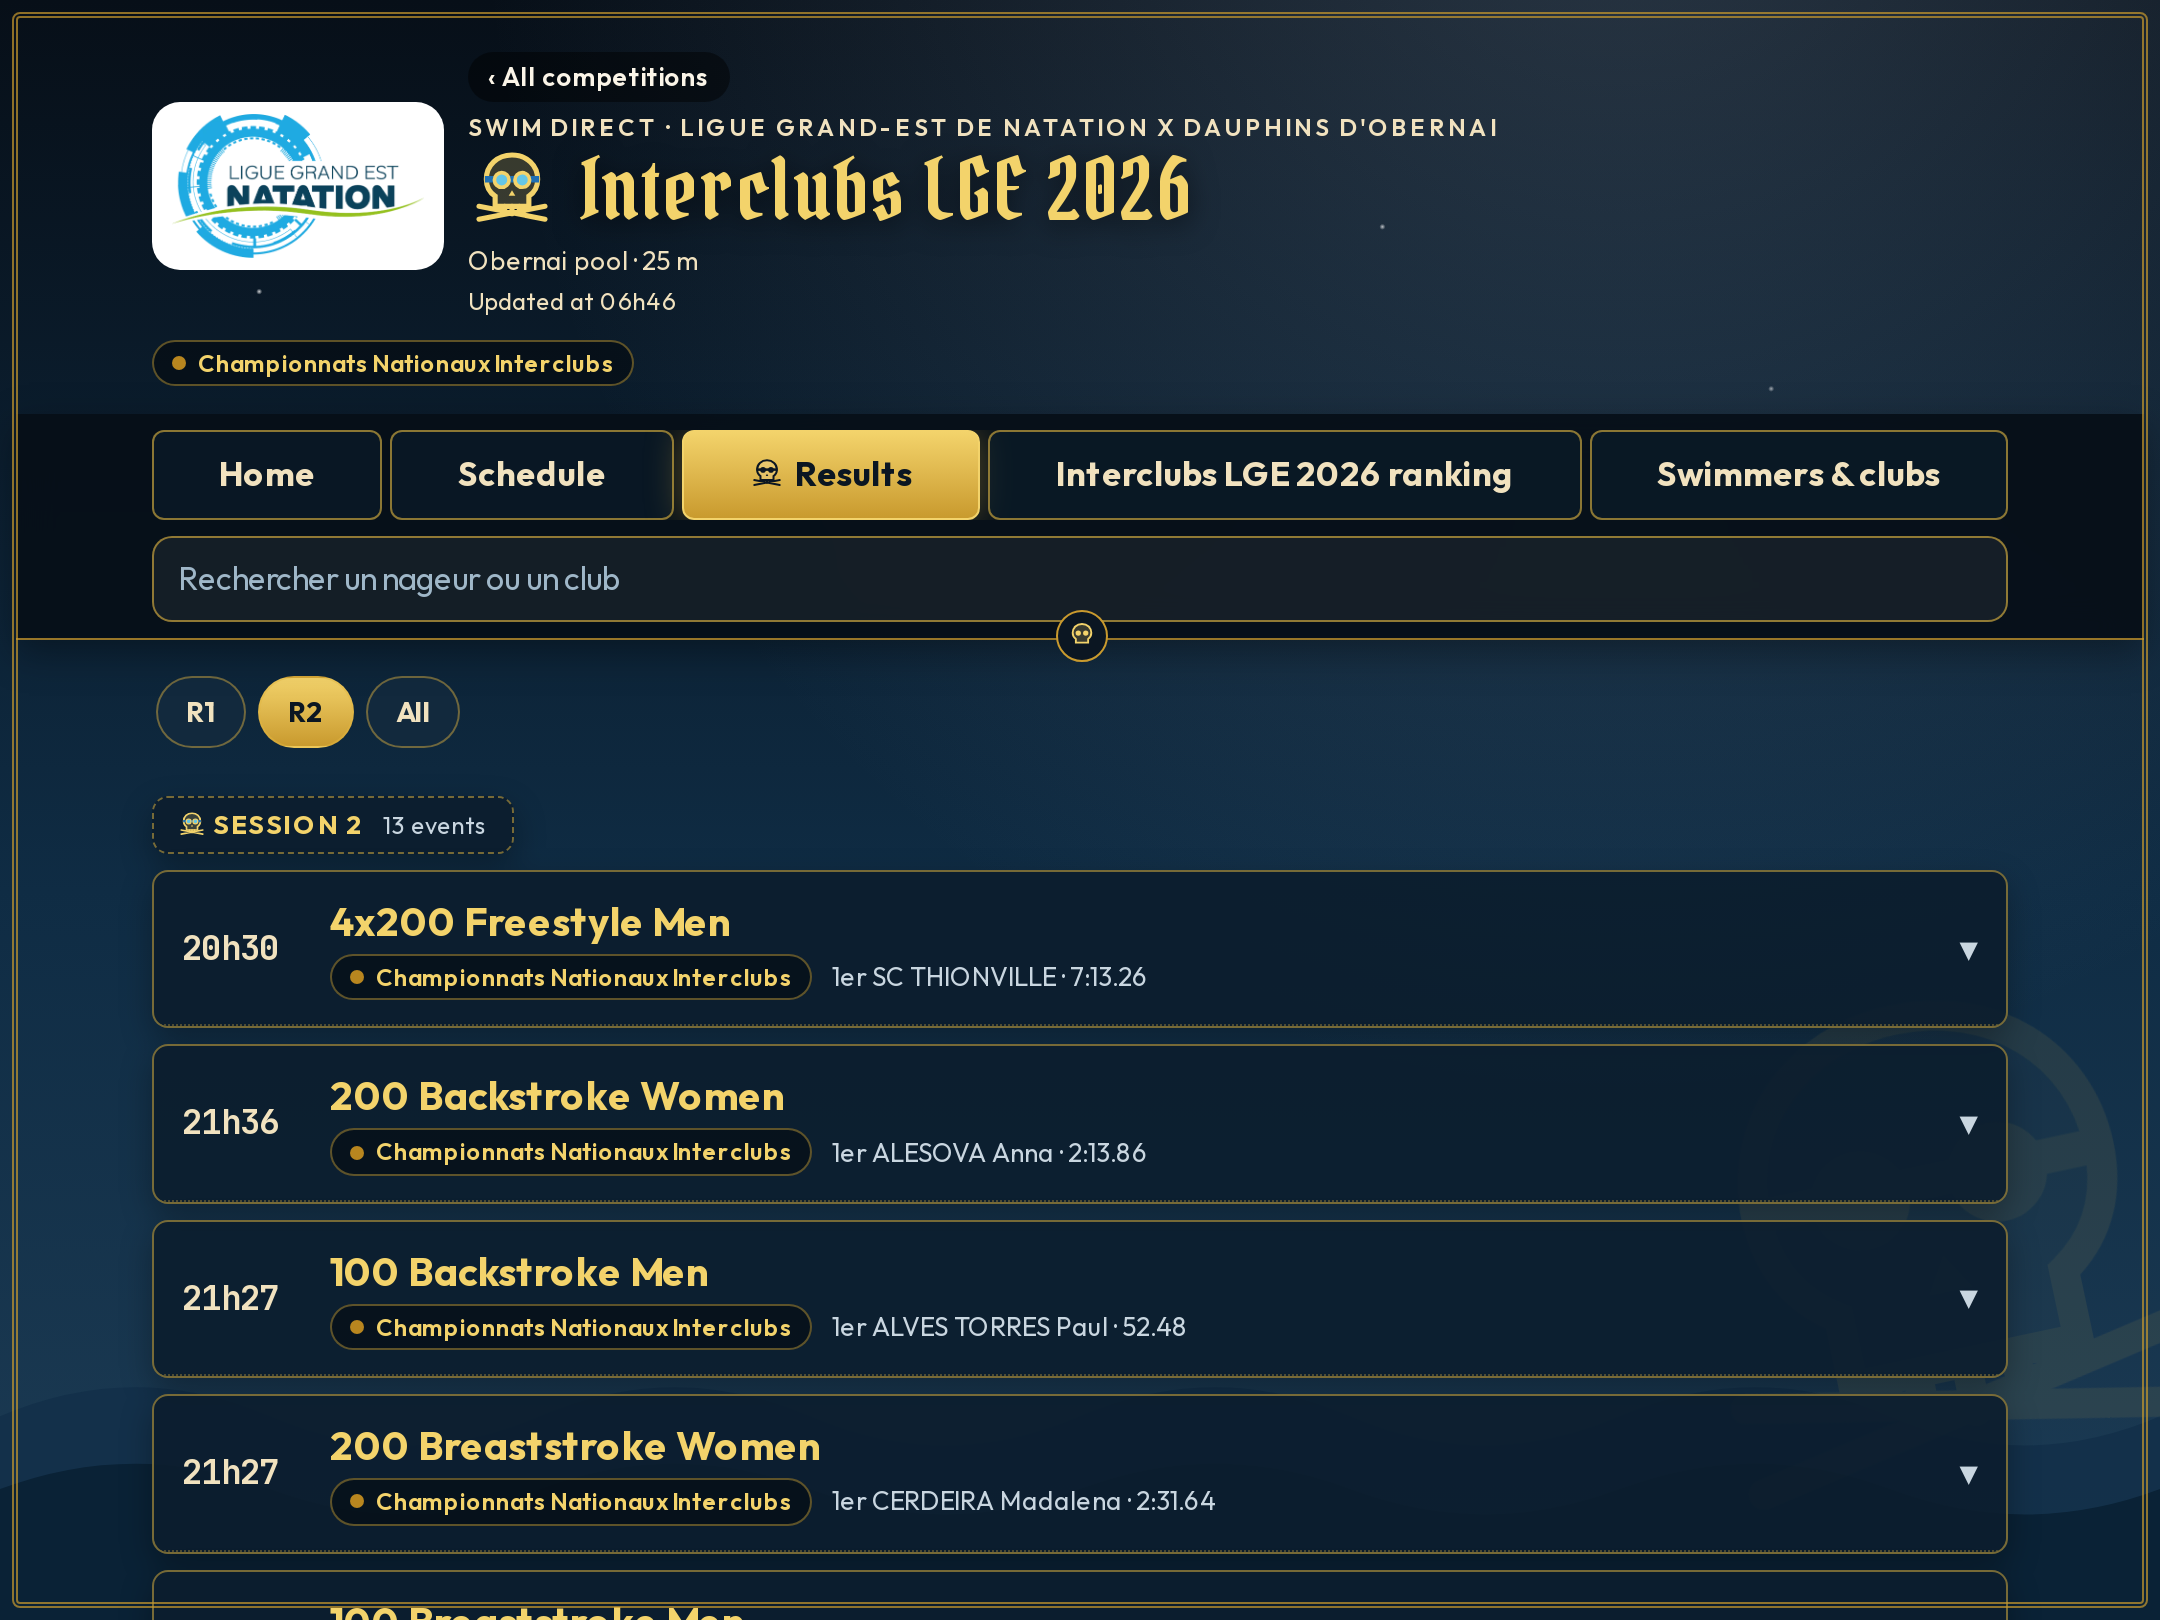 ‹ All competitions
SWIM DIRECT · LIGUE GRAND-EST DE NATATION X DAUPHINS D'OBERNAI
LIGUE GRAND EST
NATATION
Interclubs LGE 2026
Obernai pool · 25 m
Updated at 06h46
Championnats Nationaux Interclubs
Home
Schedule
Results
Interclubs LGE 2026 ranking
Swimmers & clubs
Rechercher un nageur ou un club
R1
R2
All
SESSION 2 13 events
20h30
4x200 Freestyle Men
Championnats Nationaux Interclubs 1er SC THIONVILLE · 7:13.26
21h36
200 Backstroke Women
Championnats Nationaux Interclubs 1er ALESOVA Anna · 2:13.86
21h27
100 Backstroke Men
Championnats Nationaux Interclubs 1er ALVES TORRES Paul · 52.48
21h27
200 Breaststroke Women
Championnats Nationaux Interclubs 1er CERDEIRA Madalena · 2:31.64
100 Breaststroke Men